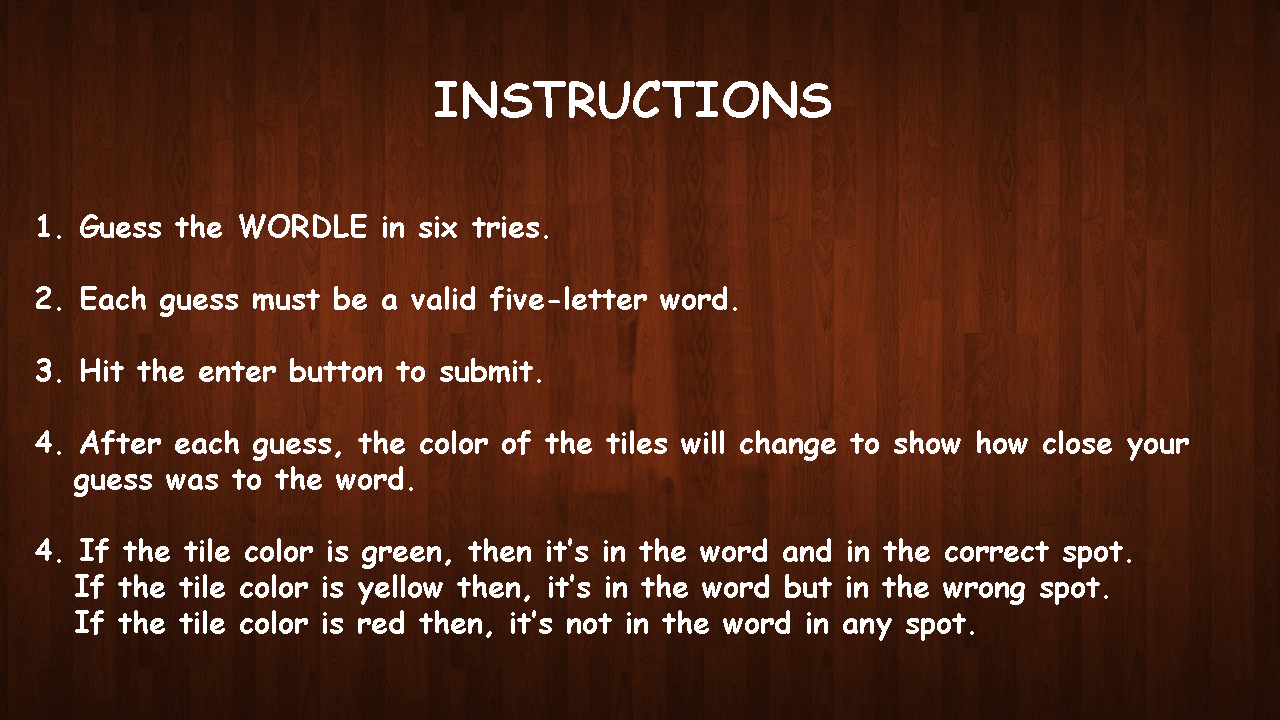 INSTRUCTIONS
1. Guess the WORDLE in six tries.
2. Each guess must be a valid five-letter word.
3. Hit the enter button to submit.
4. After each guess, the color of the tiles will change to show how close your
guess was to the word.
4. If the tile color is green, then it's in the word and in the correct spot.
If the tile color is yellow then, it's in the word but in the wrong spot.
If the tile color is red then, it's not in the word in any spot.